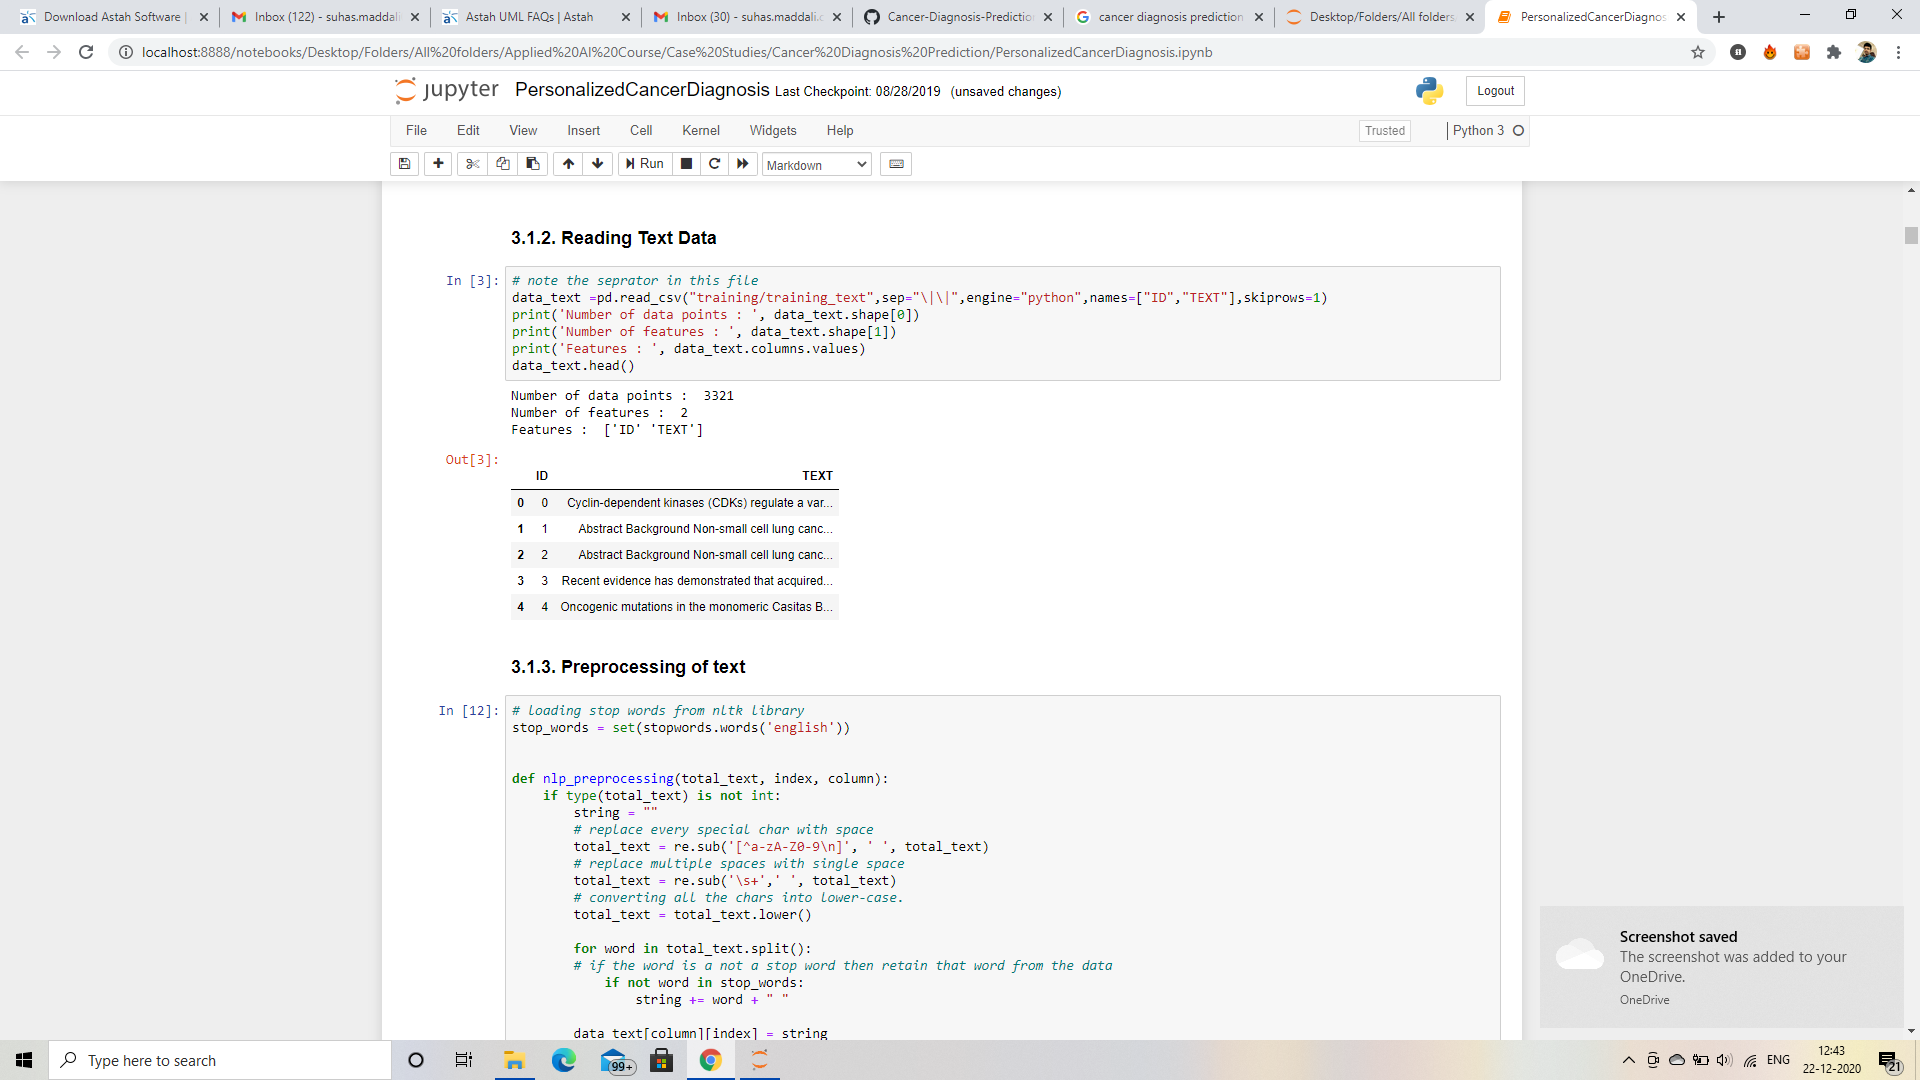 Download Astah Software
Inbox (122) - suhas.maddali
Astah UML FAQs | Astah
Inbox (30) - suhas.maddali.c
Cancer-Diagnosis-Predictio
cancer diagnosis prediction
Desktop/Folders/All folders
PersonalizedCancerDiagnos
localhost:8888/notebooks/Desktop/Folders/All%20folders/Applied%20AI%20Course/Case%20Studies/Cancer%20Diagnosis%20Prediction/PersonalizedCancerDiagnosis.ipynb
jupyter PersonalizedCancerDiagnosis Last Checkpoint: 08/28/2019 (unsaved changes)
Logout
File Edit View Insert Cell Kernel Widgets Help
Trusted
Python 3
Run
Markdown
3.1.2. Reading Text Data
In [3]:
# note the seprator in this file
data_text =pd.read_csv("training/training_text",sep="\|\|",engine="python",names=["ID","TEXT"],skiprows=1)
print('Number of data points : ', data_text.shape[0])
print('Number of features : ', data_text.shape[1])
print('Features : ', data_text.columns.values)
data_text.head()
Number of data points :  3321
Number of features :  2
Features :  ['ID' 'TEXT']
Out[3]:
ID TEXT
0 0 Cyclin-dependent kinases (CDKs) regulate a var...
1 1 Abstract Background Non-small cell lung canc...
2 2 Abstract Background Non-small cell lung canc...
3 3 Recent evidence has demonstrated that acquired...
4 4 Oncogenic mutations in the monomeric Casitas B...
3.1.3. Preprocessing of text
In [12]:
# loading stop words from nltk library
stop_words = set(stopwords.words('english'))
def nlp_preprocessing(total_text, index, column):
    if type(total_text) is not int:
        string = ""
        # replace every special char with space
        total_text = re.sub('[^a-zA-Z0-9\n]', ' ', total_text)
        # replace multiple spaces with single space
        total_text = re.sub('\s+',' ', total_text)
        # converting all the chars into lower-case.
        total_text = total_text.lower()
        for word in total_text.split():
        # if the word is a not a stop word then retain that word from the data
            if not word in stop_words:
                string += word + " "
        data_text[column][index] = string
Screenshot saved
The screenshot was added to your
OneDrive.
OneDrive
Type here to search
99+
ENG
12:43
22-12-2020
21